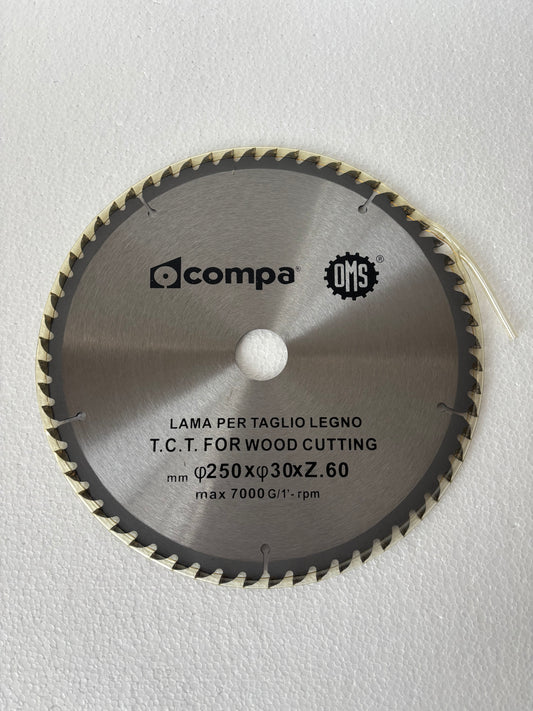 compa®
OMS®
LAMA PER TAGLIO LEGNO
T.C.T. FOR WOOD CUTTING
mm φ250xφ30xZ.60
max 7000 G/1'- rpm